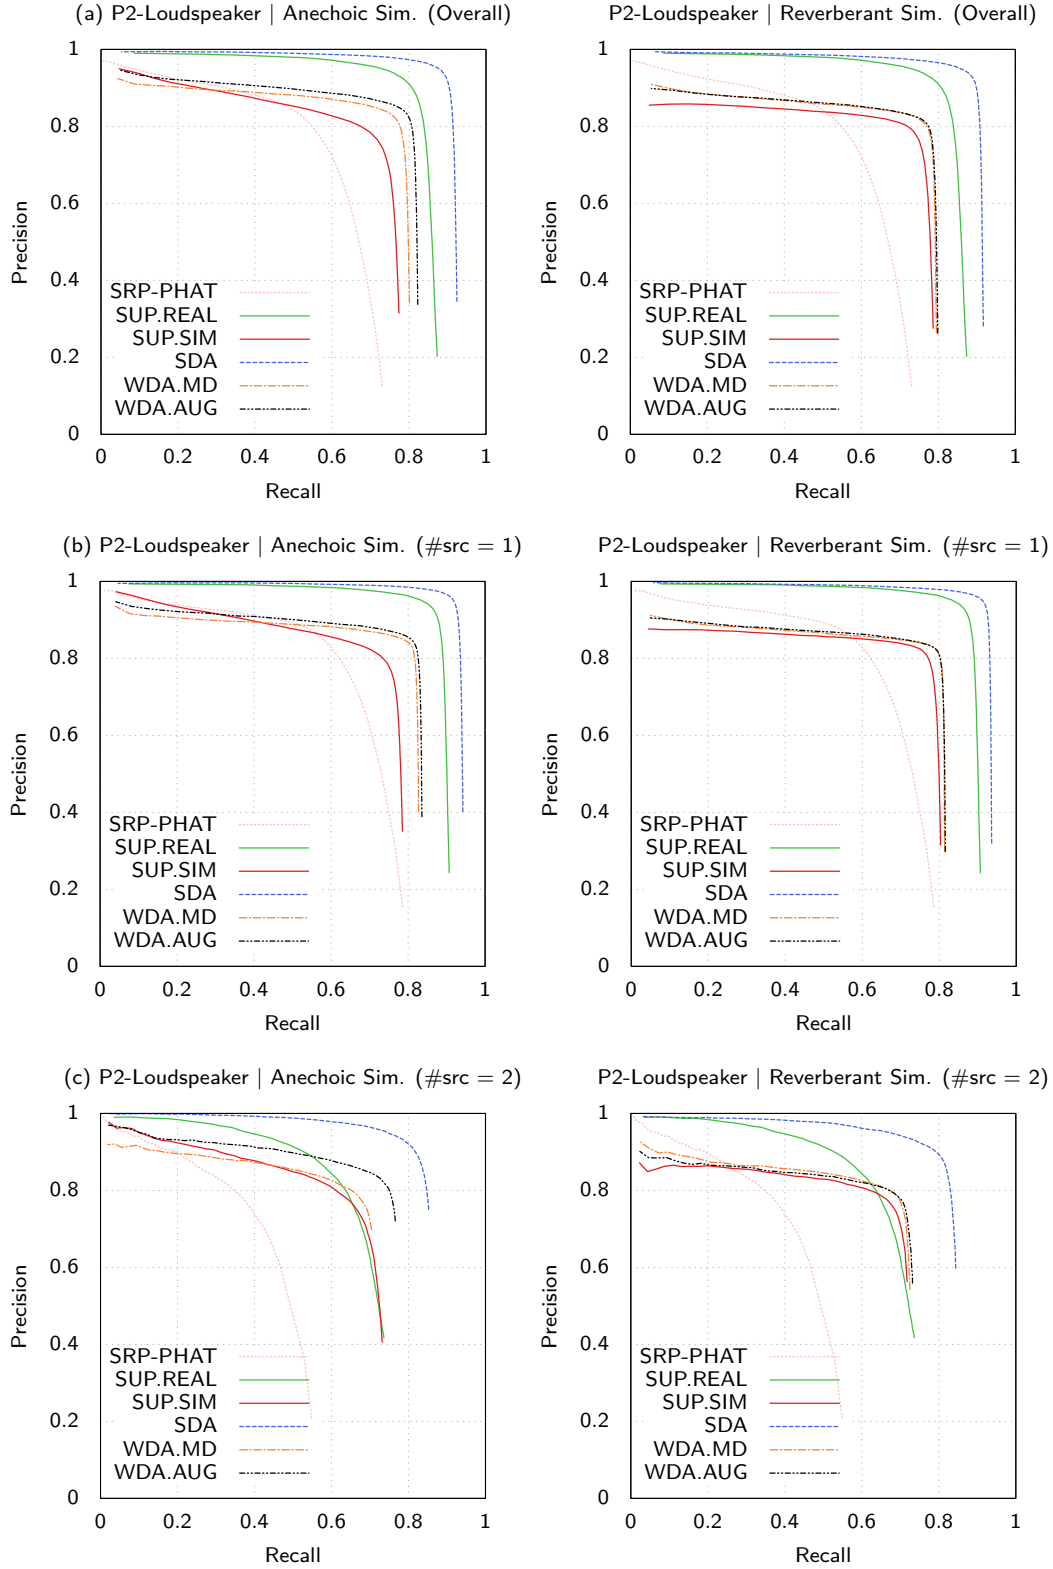 (a) P2-Loudspeaker | Anechoic Sim. (Overall)
1
0.8
0.6
0.4
0.2
0
Precision
SRP-PHAT
SUP.REAL
SUP.SIM
SDA
WDA.MD
WDA.AUG
0 0.2 0.4 0.6 0.8 1
Recall
P2-Loudspeaker | Reverberant Sim. (Overall)
1
0.8
0.6
0.4
0.2
0
Precision
SRP-PHAT
SUP.REAL
SUP.SIM
SDA
WDA.MD
WDA.AUG
0 0.2 0.4 0.6 0.8 1
Recall
(b) P2-Loudspeaker | Anechoic Sim. (#src = 1)
1
0.8
0.6
0.4
0.2
0
Precision
SRP-PHAT
SUP.REAL
SUP.SIM
SDA
WDA.MD
WDA.AUG
0 0.2 0.4 0.6 0.8 1
Recall
P2-Loudspeaker | Reverberant Sim. (#src = 1)
1
0.8
0.6
0.4
0.2
0
Precision
SRP-PHAT
SUP.REAL
SUP.SIM
SDA
WDA.MD
WDA.AUG
0 0.2 0.4 0.6 0.8 1
Recall
(c) P2-Loudspeaker | Anechoic Sim. (#src = 2)
1
0.8
0.6
0.4
0.2
0
Precision
SRP-PHAT
SUP.REAL
SUP.SIM
SDA
WDA.MD
WDA.AUG
0 0.2 0.4 0.6 0.8 1
Recall
P2-Loudspeaker | Reverberant Sim. (#src = 2)
1
0.8
0.6
0.4
0.2
0
Precision
SRP-PHAT
SUP.REAL
SUP.SIM
SDA
WDA.MD
WDA.AUG
0 0.2 0.4 0.6 0.8 1
Recall